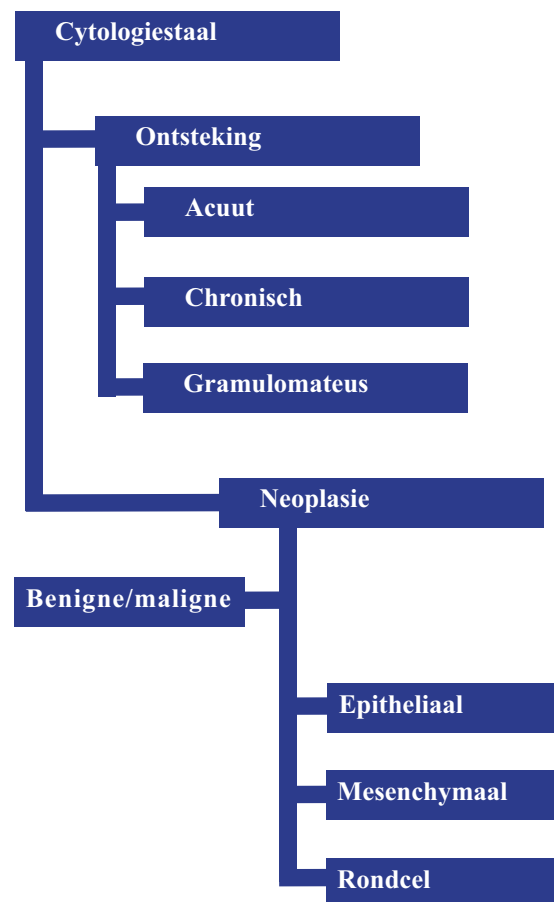 Cytologiestaal
Ontsteking
Acuut
Chronisch
Gramulomateus
Neoplasie
Benigne/maligne
Epitheliaal
Mesenchymaal
Rondcel